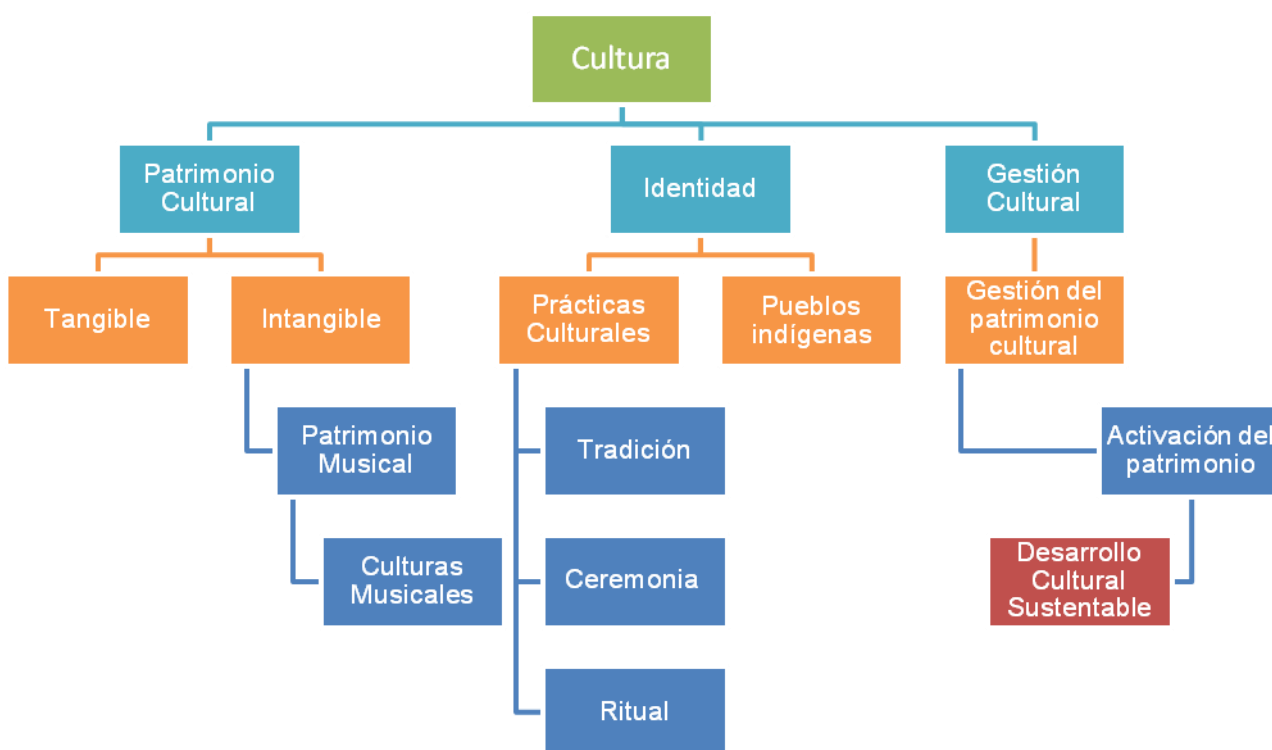 Cultura
Patrimonio
Cultural
Identidad
Gestión
Cultural
Tangible
Intangible
Prácticas
Culturales
Pueblos
indígenas
Gestión del
patrimonio
cultural
Patrimonio
Musical
Tradición
Activación del
patrimonio
Culturas
Musicales
Ceremonia
Desarrollo
Cultural
Sustentable
Ritual